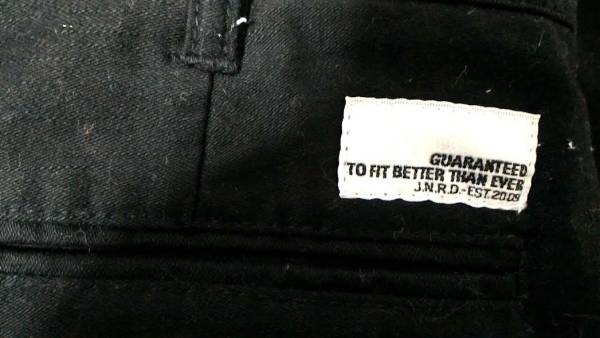 GUARANTEED
TO FIT BETTER THAN EVER
J.N.R.D.-EST.2009